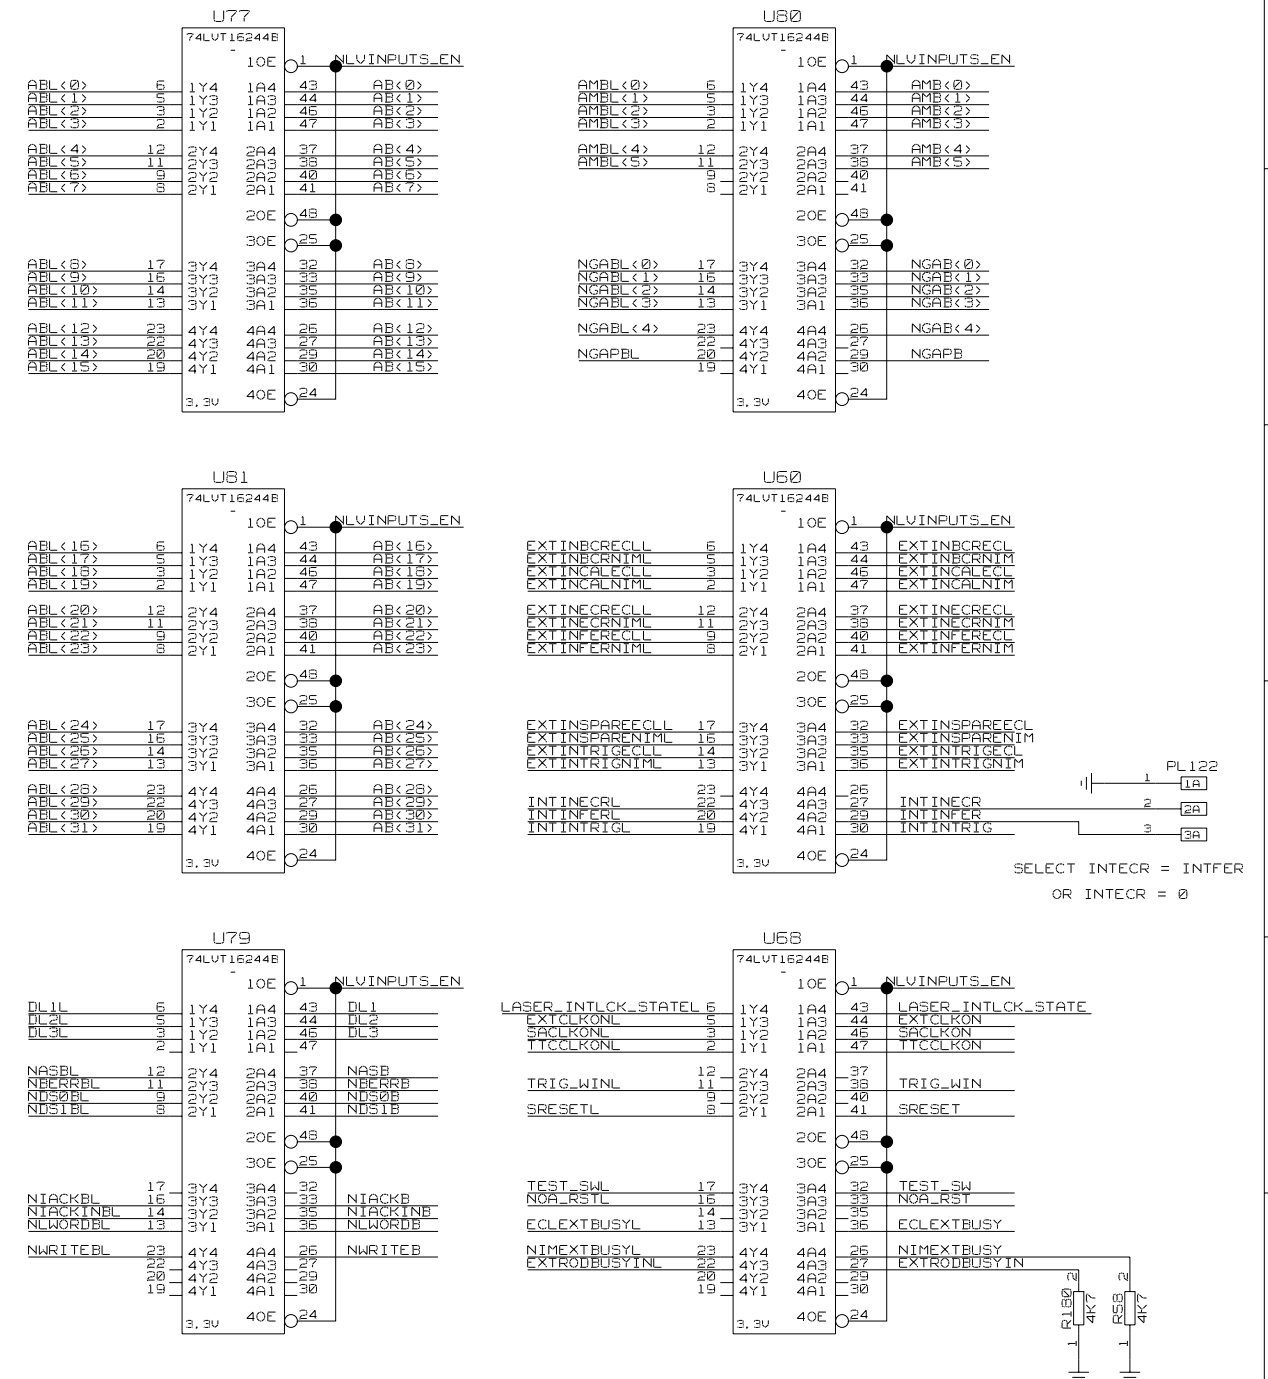 U77
74LVT16244B
-
1OE 1 NLVINPUTS_EN
ABL<0> 6 1Y4 1A4 43 AB<0>
ABL<1> 5 1Y3 1A3 44 AB<1>
ABL<2> 3 1Y2 1A2 46 AB<2>
ABL<3> 2 1Y1 1A1 47 AB<3>
ABL<4> 12 2Y4 2A4 37 AB<4>
ABL<5> 11 2Y3 2A3 38 AB<5>
ABL<6> 9 2Y2 2A2 40 AB<6>
ABL<7> 8 2Y1 2A1 41 AB<7>
2OE 48
3OE 25
ABL<8> 17 3Y4 3A4 32 AB<8>
ABL<9> 16 3Y3 3A3 33 AB<9>
ABL<10> 14 3Y2 3A2 35 AB<10>
ABL<11> 13 3Y1 3A1 36 AB<11>
ABL<12> 23 4Y4 4A4 26 AB<12>
ABL<13> 22 4Y3 4A3 27 AB<13>
ABL<14> 20 4Y2 4A2 29 AB<14>
ABL<15> 19 4Y1 4A1 30 AB<15>
4OE 24
3.3V
U80
74LVT16244B
-
1OE 1 NLVINPUTS_EN
AMBL<0> 6 1Y4 1A4 43 AMB<0>
AMBL<1> 5 1Y3 1A3 44 AMB<1>
AMBL<2> 3 1Y2 1A2 46 AMB<2>
AMBL<3> 2 1Y1 1A1 47 AMB<3>
AMBL<4> 12 2Y4 2A4 37 AMB<4>
AMBL<5> 11 2Y3 2A3 38 AMB<5>
9 2Y2 2A2 40
8 2Y1 2A1 41
2OE 48
3OE 25
NGABL<0> 17 3Y4 3A4 32 NGAB<0>
NGABL<1> 16 3Y3 3A3 33 NGAB<1>
NGABL<2> 14 3Y2 3A2 35 NGAB<2>
NGABL<3> 13 3Y1 3A1 36 NGAB<3>
NGABL<4> 23 4Y4 4A4 26 NGAB<4>
22 4Y3 4A3 27
NGAPBL 20 4Y2 4A2 29 NGAPB
19 4Y1 4A1 30
4OE 24
3.3V
U81
74LVT16244B
-
1OE 1 NLVINPUTS_EN
ABL<16> 6 1Y4 1A4 43 AB<16>
ABL<17> 5 1Y3 1A3 44 AB<17>
ABL<18> 3 1Y2 1A2 46 AB<18>
ABL<19> 2 1Y1 1A1 47 AB<19>
ABL<20> 12 2Y4 2A4 37 AB<20>
ABL<21> 11 2Y3 2A3 38 AB<21>
ABL<22> 9 2Y2 2A2 40 AB<22>
ABL<23> 8 2Y1 2A1 41 AB<23>
2OE 48
3OE 25
ABL<24> 17 3Y4 3A4 32 AB<24>
ABL<25> 16 3Y3 3A3 33 AB<25>
ABL<26> 14 3Y2 3A2 35 AB<26>
ABL<27> 13 3Y1 3A1 36 AB<27>
ABL<28> 23 4Y4 4A4 26 AB<28>
ABL<29> 22 4Y3 4A3 27 AB<29>
ABL<30> 20 4Y2 4A2 29 AB<30>
ABL<31> 19 4Y1 4A1 30 AB<31>
4OE 24
3.3V
U60
74LVT16244B
-
1OE 1 NLVINPUTS_EN
EXTINBCRECLL 6 1Y4 1A4 43 EXTINBCRECL
EXTINBCRNIML 5 1Y3 1A3 44 EXTINBCRNIM
EXTINCALECLL 3 1Y2 1A2 46 EXTINCALECL
EXTINCALNIML 2 1Y1 1A1 47 EXTINCALNIM
EXTINECRECLL 12 2Y4 2A4 37 EXTINECRECL
EXTINECRNIML 11 2Y3 2A3 38 EXTINECRNIM
EXTINFERECLL 9 2Y2 2A2 40 EXTINFERECL
EXTINFERNIML 8 2Y1 2A1 41 EXTINFERNIM
2OE 48
3OE 25
EXTINSPAREECLL 17 3Y4 3A4 32 EXTINSPAREECL
EXTINSPARENIML 16 3Y3 3A3 33 EXTINSPARENIM
EXTINTRIGECLL 14 3Y2 3A2 35 EXTINTRIGECL
EXTINTRIGNIML 13 3Y1 3A1 36 EXTINTRIGNIM
23 4Y4 4A4 26
INTINECRL 22 4Y3 4A3 27 INTINECR
INTINFERL 20 4Y2 4A2 29 INTINFER
INTINTRIGL 19 4Y1 4A1 30 INTINTRIG
4OE 24
3.3V
PL122
1 1A
2 2A
3 3A
SELECT INTECR = INTFER
OR INTECR = 0
U79
74LVT16244B
-
1OE 1 NLVINPUTS_EN
DL1L 6 1Y4 1A4 43 DL1
DL2L 5 1Y3 1A3 44 DL2
DL3L 3 1Y2 1A2 46 DL3
2 1Y1 1A1 47
NASBL 12 2Y4 2A4 37 NASB
NBERRBL 11 2Y3 2A3 38 NBERRB
NDS0BL 9 2Y2 2A2 40 NDS0B
NDS1BL 8 2Y1 2A1 41 NDS1B
2OE 48
3OE 25
17 3Y4 3A4 32
NIACKBL 16 3Y3 3A3 33 NIACKB
NIACKINBL 14 3Y2 3A2 35 NIACKINB
NLWORDBL 13 3Y1 3A1 36 NLWORDB
NWRITEBL 23 4Y4 4A4 26 NWRITEB
22 4Y3 4A3 27
20 4Y2 4A2 29
19 4Y1 4A1 30
4OE 24
3.3V
U68
74LVT16244B
-
1OE 1 NLVINPUTS_EN
LASER_INTLCK_STATEL 6 1Y4 1A4 43 LASER_INTLCK_STATE
EXTCLKONL 5 1Y3 1A3 44 EXTCLKON
SACLKONL 3 1Y2 1A2 46 SACLKON
TTCCLKONL 2 1Y1 1A1 47 TTCCLKON
12 2Y4 2A4 37
TRIG_WINL 11 2Y3 2A3 38 TRIG_WIN
9 2Y2 2A2 40
SRESETL 8 2Y1 2A1 41 SRESET
2OE 48
3OE 25
TEST_SWL 17 3Y4 3A4 32 TEST_SW
NOA_RSTL 16 3Y3 3A3 33 NOA_RST
14 3Y2 3A2 35
ECLEXTBUSYL 13 3Y1 3A1 36 ECLEXTBUSY
NIMEXTBUSYL 23 4Y4 4A4 26 NIMEXTBUSY
EXTRODBUSYINL 22 4Y3 4A3 27 EXTRODBUSYIN
20 4Y2 4A2 29
19 4Y1 4A1 30
4OE 24
3.3V
2 R180 4K7 1
2 R58 4K7 1